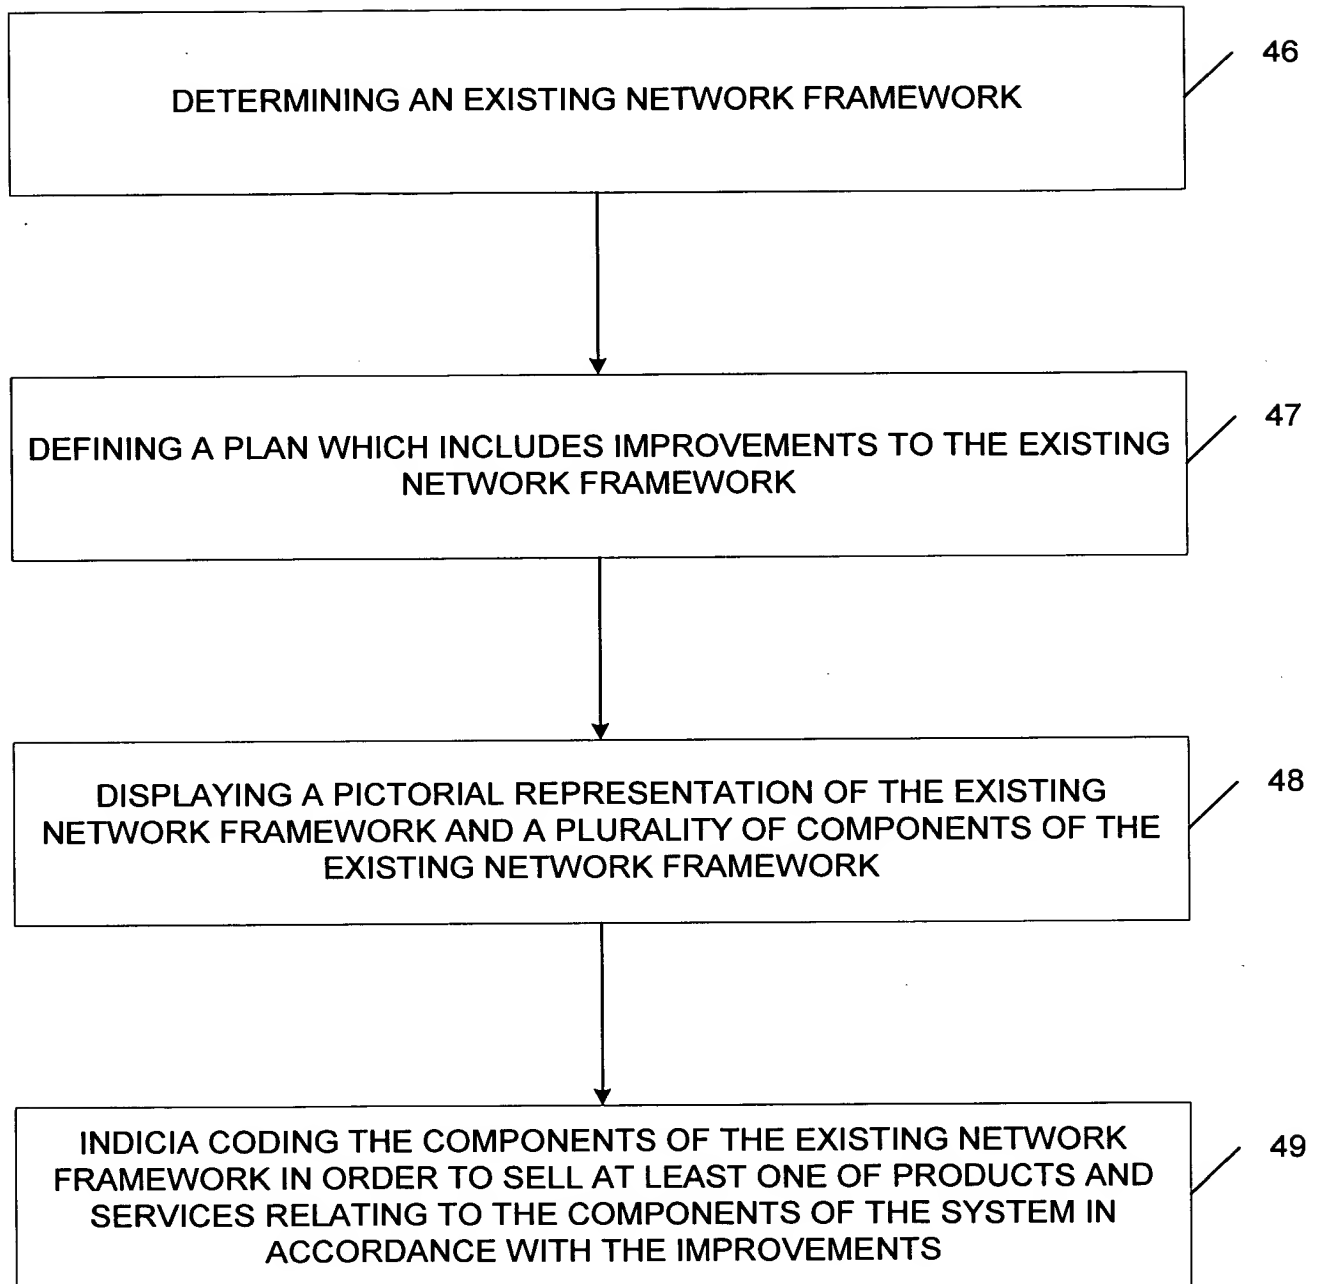 DETERMINING AN EXISTING NETWORK FRAMEWORK
46
DEFINING A PLAN WHICH INCLUDES IMPROVEMENTS TO THE EXISTING
NETWORK FRAMEWORK
47
DISPLAYING A PICTORIAL REPRESENTATION OF THE EXISTING
NETWORK FRAMEWORK AND A PLURALITY OF COMPONENTS OF THE
EXISTING NETWORK FRAMEWORK
48
INDICIA CODING THE COMPONENTS OF THE EXISTING NETWORK
FRAMEWORK IN ORDER TO SELL AT LEAST ONE OF PRODUCTS AND
SERVICES RELATING TO THE COMPONENTS OF THE SYSTEM IN
ACCORDANCE WITH THE IMPROVEMENTS
49